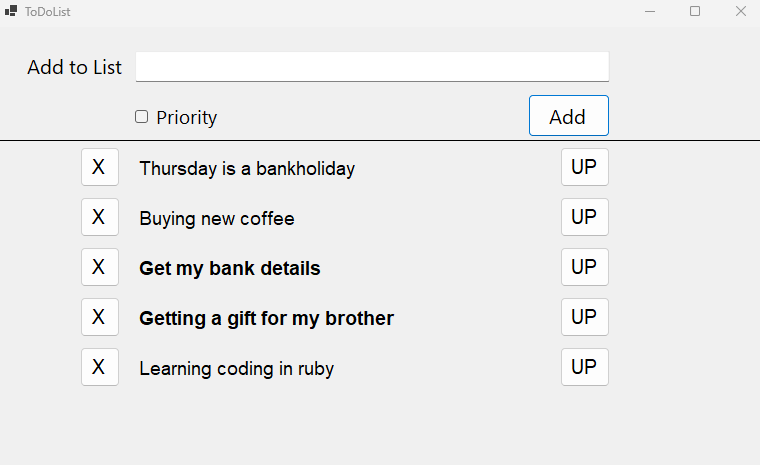 ToDoList
Add to List
Priority Add
X Thursday is a bankholiday UP
X Buying new coffee UP
X Get my bank details UP
X Getting a gift for my brother UP
X Learning coding in ruby UP